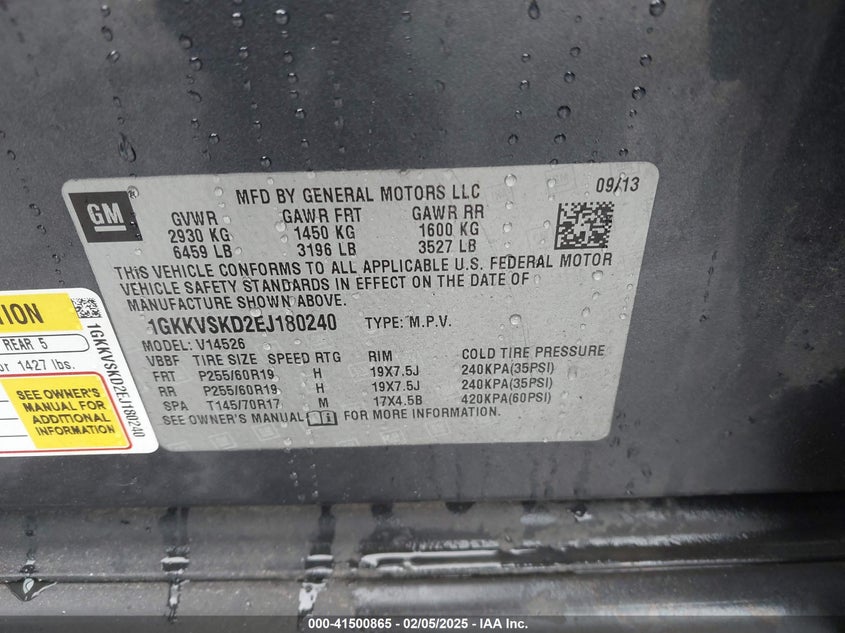 MFD BY GENERAL MOTORS LLC 09/13
GM®
GVWR GAWR FRT GAWR RR
2930 KG 1450 KG 1600 KG
6459 LB 3196 LB 3527 LB
THIS VEHICLE CONFORMS TO ALL APPLICABLE U.S. FEDERAL MOTOR
VEHICLE SAFETY STANDARDS IN EFFECT ON THE DATE OF
MANUFACTURE SHOWN ABOVE.
1GKKVSKD2EJ180240 TYPE: M.P.V.
MODEL: V14526
VBBF TIRE SIZE SPEED RTG RIM COLD TIRE PRESSURE
FRT P255/60R19 H 19X7.5J 240KPA(35PSI)
RR P255/60R19 H 19X7.5J 240KPA(35PSI)
SPA T145/70R17 M 17X4.5B 420KPA(60PSI)
SEE OWNER'S MANUAL FOR MORE INFORMATION.
REAR 5
1427 lbs.
SEE OWNER'S
MANUAL FOR
ADDITIONAL
INFORMATION
1GKKVSKD2EJ180240
000-41500865 - 02/05/2025 - IAA Inc.